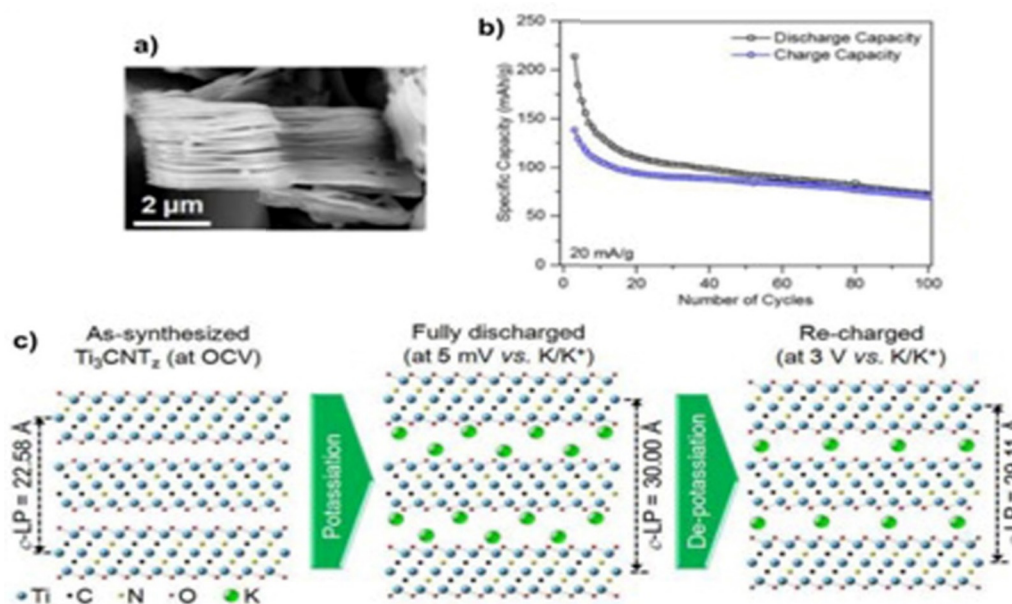 a)
2 μm
b)
Discharge Capacity
Charge Capacity
Specific Capacity (mAh/g)
250
200
150
100
50
0
20 mA/g
0
20
40
60
80
100
Number of Cycles
c)
As-synthesized
Ti₃CNTz (at OCV)
c-LP = 22.58 Å
Potassiation
Fully discharged
(at 5 mV vs. K/K⁺)
c-LP = 30.00 Å
De-potassiation
Re-charged
(at 3 V vs. K/K⁺)
Ti
C
N
O
K